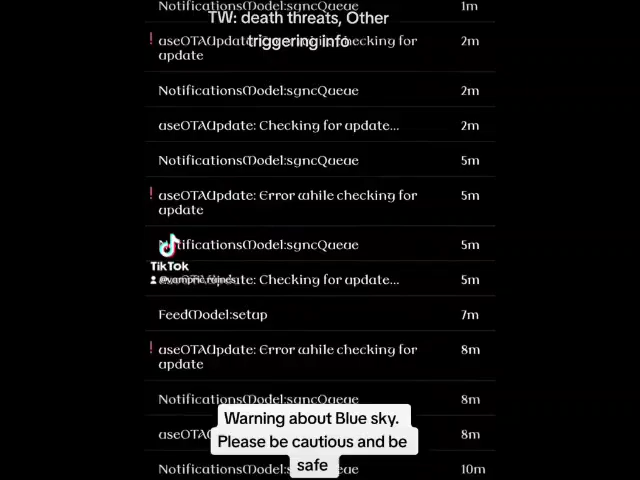 NotificationsModel:syncQueue 1m
TW: death threats, Other
triggering info
! useOTAUpdate: Error while checking for 2m
update
NotificationsModel:syncQueue 2m
useOTAUpdate: Checking for update... 2m
NotificationsModel:syncQueue 5m
! useOTAUpdate: Error while checking for 5m
update
NotificationsModel:syncQueue 5m
TikTok
useOTAUpdate: Checking for update... 5m
FeedModel:setup 7m
! useOTAUpdate: Error while checking for 8m
update
NotificationsModel:syncQueue 8m
Warning about Blue sky.
Please be cautious and be
safe
8m
NotificationsModel:syncQueue 10m